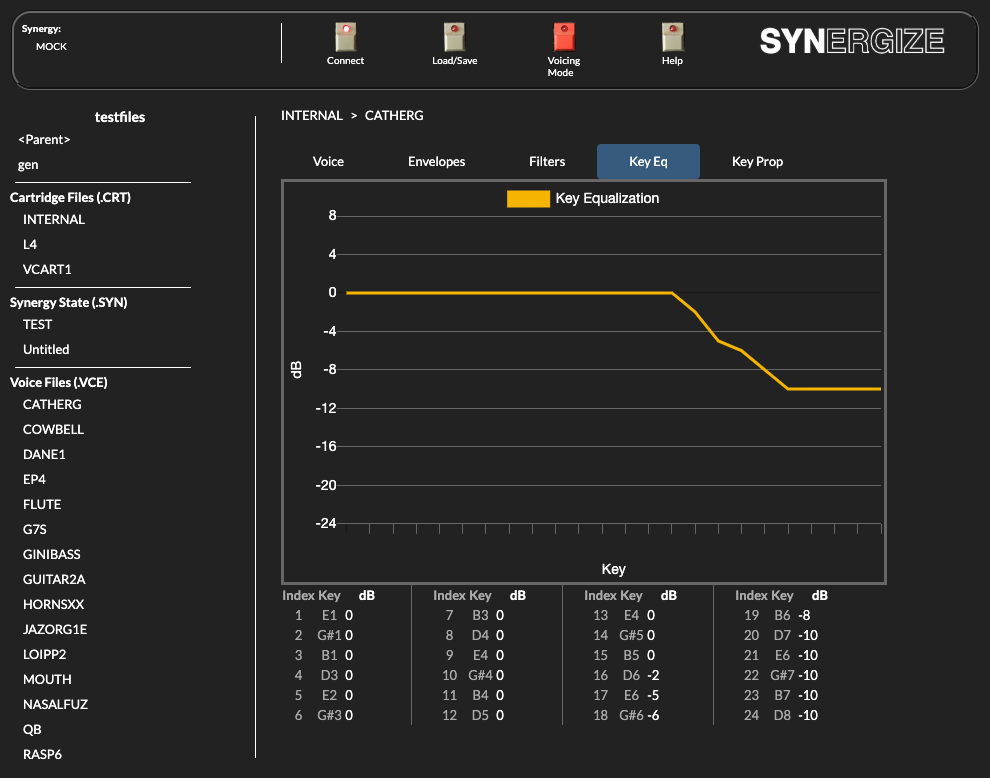 Synergy:
MOCK
Connect
Load/Save
Voicing
Mode
Help
SYNERGIZE
testfiles
<Parent>
gen
Cartridge Files (.CRT)
INTERNAL
L4
VCART1
Synergy State (.SYN)
TEST
Untitled
Voice Files (.VCE)
CATHERG
COWBELL
DANE1
EP4
FLUTE
G7S
GINIBASS
GUITAR2A
HORNSXX
JAZORG1E
LOIPP2
MOUTH
NASALFUZ
QB
RASP6
INTERNAL > CATHERG
Voice Envelopes Filters Key Eq Key Prop
Key Equalization
8
4
0
-4
-8
-12
-16
-20
-24
dB
Key
Index Key dB
1 E1 0
2 G#1 0
3 B1 0
4 D3 0
5 E2 0
6 G#3 0
Index Key dB
7 B3 0
8 D4 0
9 E4 0
10 G#4 0
11 B4 0
12 D5 0
Index Key dB
13 E4 0
14 G#5 0
15 B5 0
16 D6 -2
17 E6 -5
18 G#6 -6
Index Key dB
19 B6 -8
20 D7 -10
21 E6 -10
22 G#7 -10
23 B7 -10
24 D8 -10